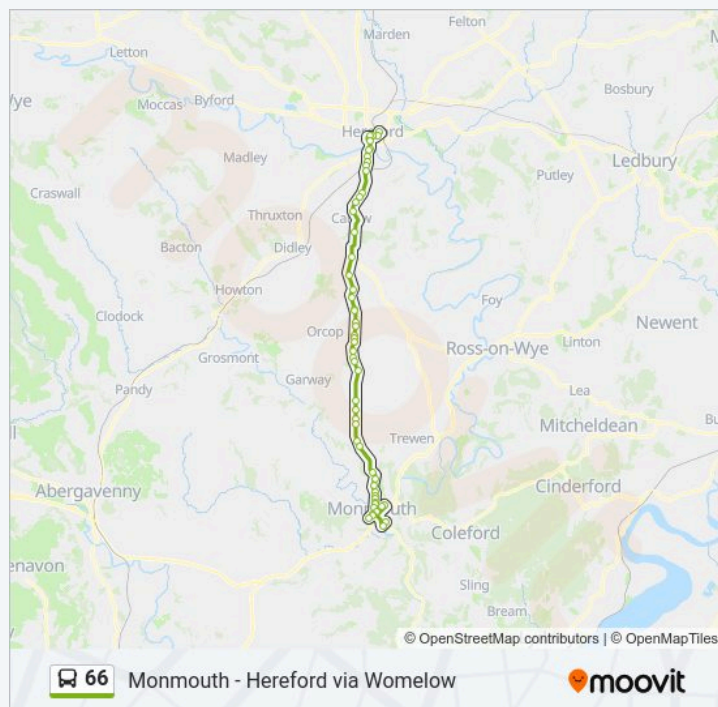 Marden
Felton
Letton
Bosbury
Moccas
Byford
Hereford
Madley
Ledbury
Putley
Craswall
Thruxton
Callow
Bacton
Didley
Howton
Foy
Clodock
Newent
Orcop
Linton
Grosmont
Ross-on-Wye
Garway
Pandy
Lea
Trewen
Mitcheldean
Abergavenny
Cinderford
Monmouth
Coleford
Sling
Bream
© OpenStreetMap contributors | © OpenMapTiles
66 Monmouth - Hereford via Womelow
moovit